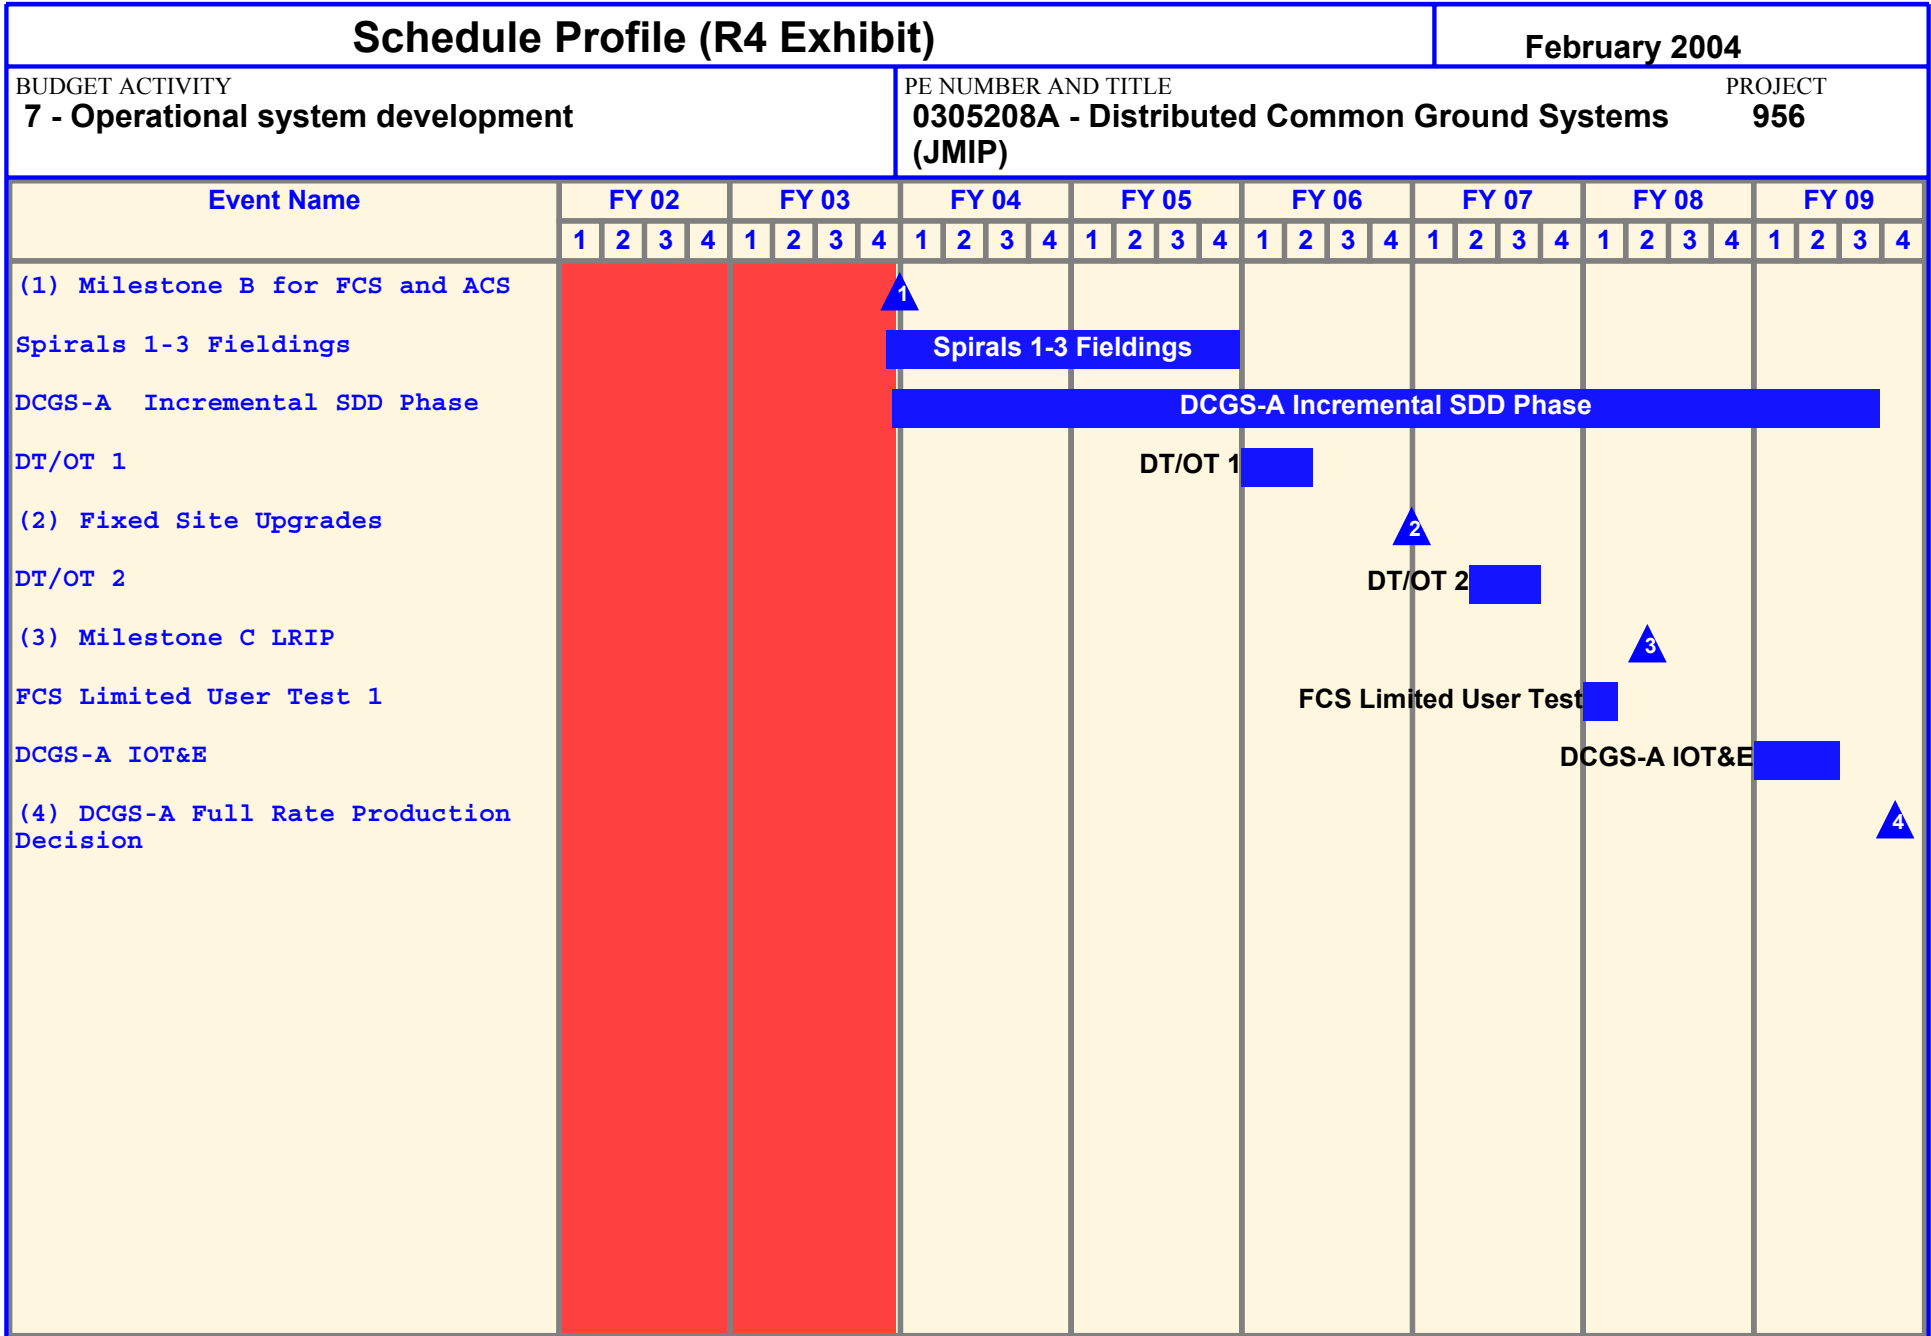 Schedule Profile (R4 Exhibit)
February 2004
BUDGET ACTIVITY
7 - Operational system development
PE NUMBER AND TITLE
PROJECT
0305208A - Distributed Common Ground Systems
956
(JMIP)
Event Name
FY 02 FY 03 FY 04 FY 05 FY 06 FY 07 FY 08 FY 09
1 2 3 4 1 2 3 4 1 2 3 4 1 2 3 4 1 2 3 4 1 2 3 4 1 2 3 4 1 2 3 4
(1) Milestone B for FCS and ACS
1
Spirals 1-3 Fieldings
Spirals 1-3 Fieldings
DCGS-A Incremental SDD Phase
DCGS-A Incremental SDD Phase
DT/OT 1
DT/OT 1
(2) Fixed Site Upgrades
2
DT/OT 2
DT/OT 2
(3) Milestone C LRIP
3
FCS Limited User Test 1
FCS Limited User Test
DCGS-A IOT&E
DCGS-A IOT&E
(4) DCGS-A Full Rate Production
Decision
4